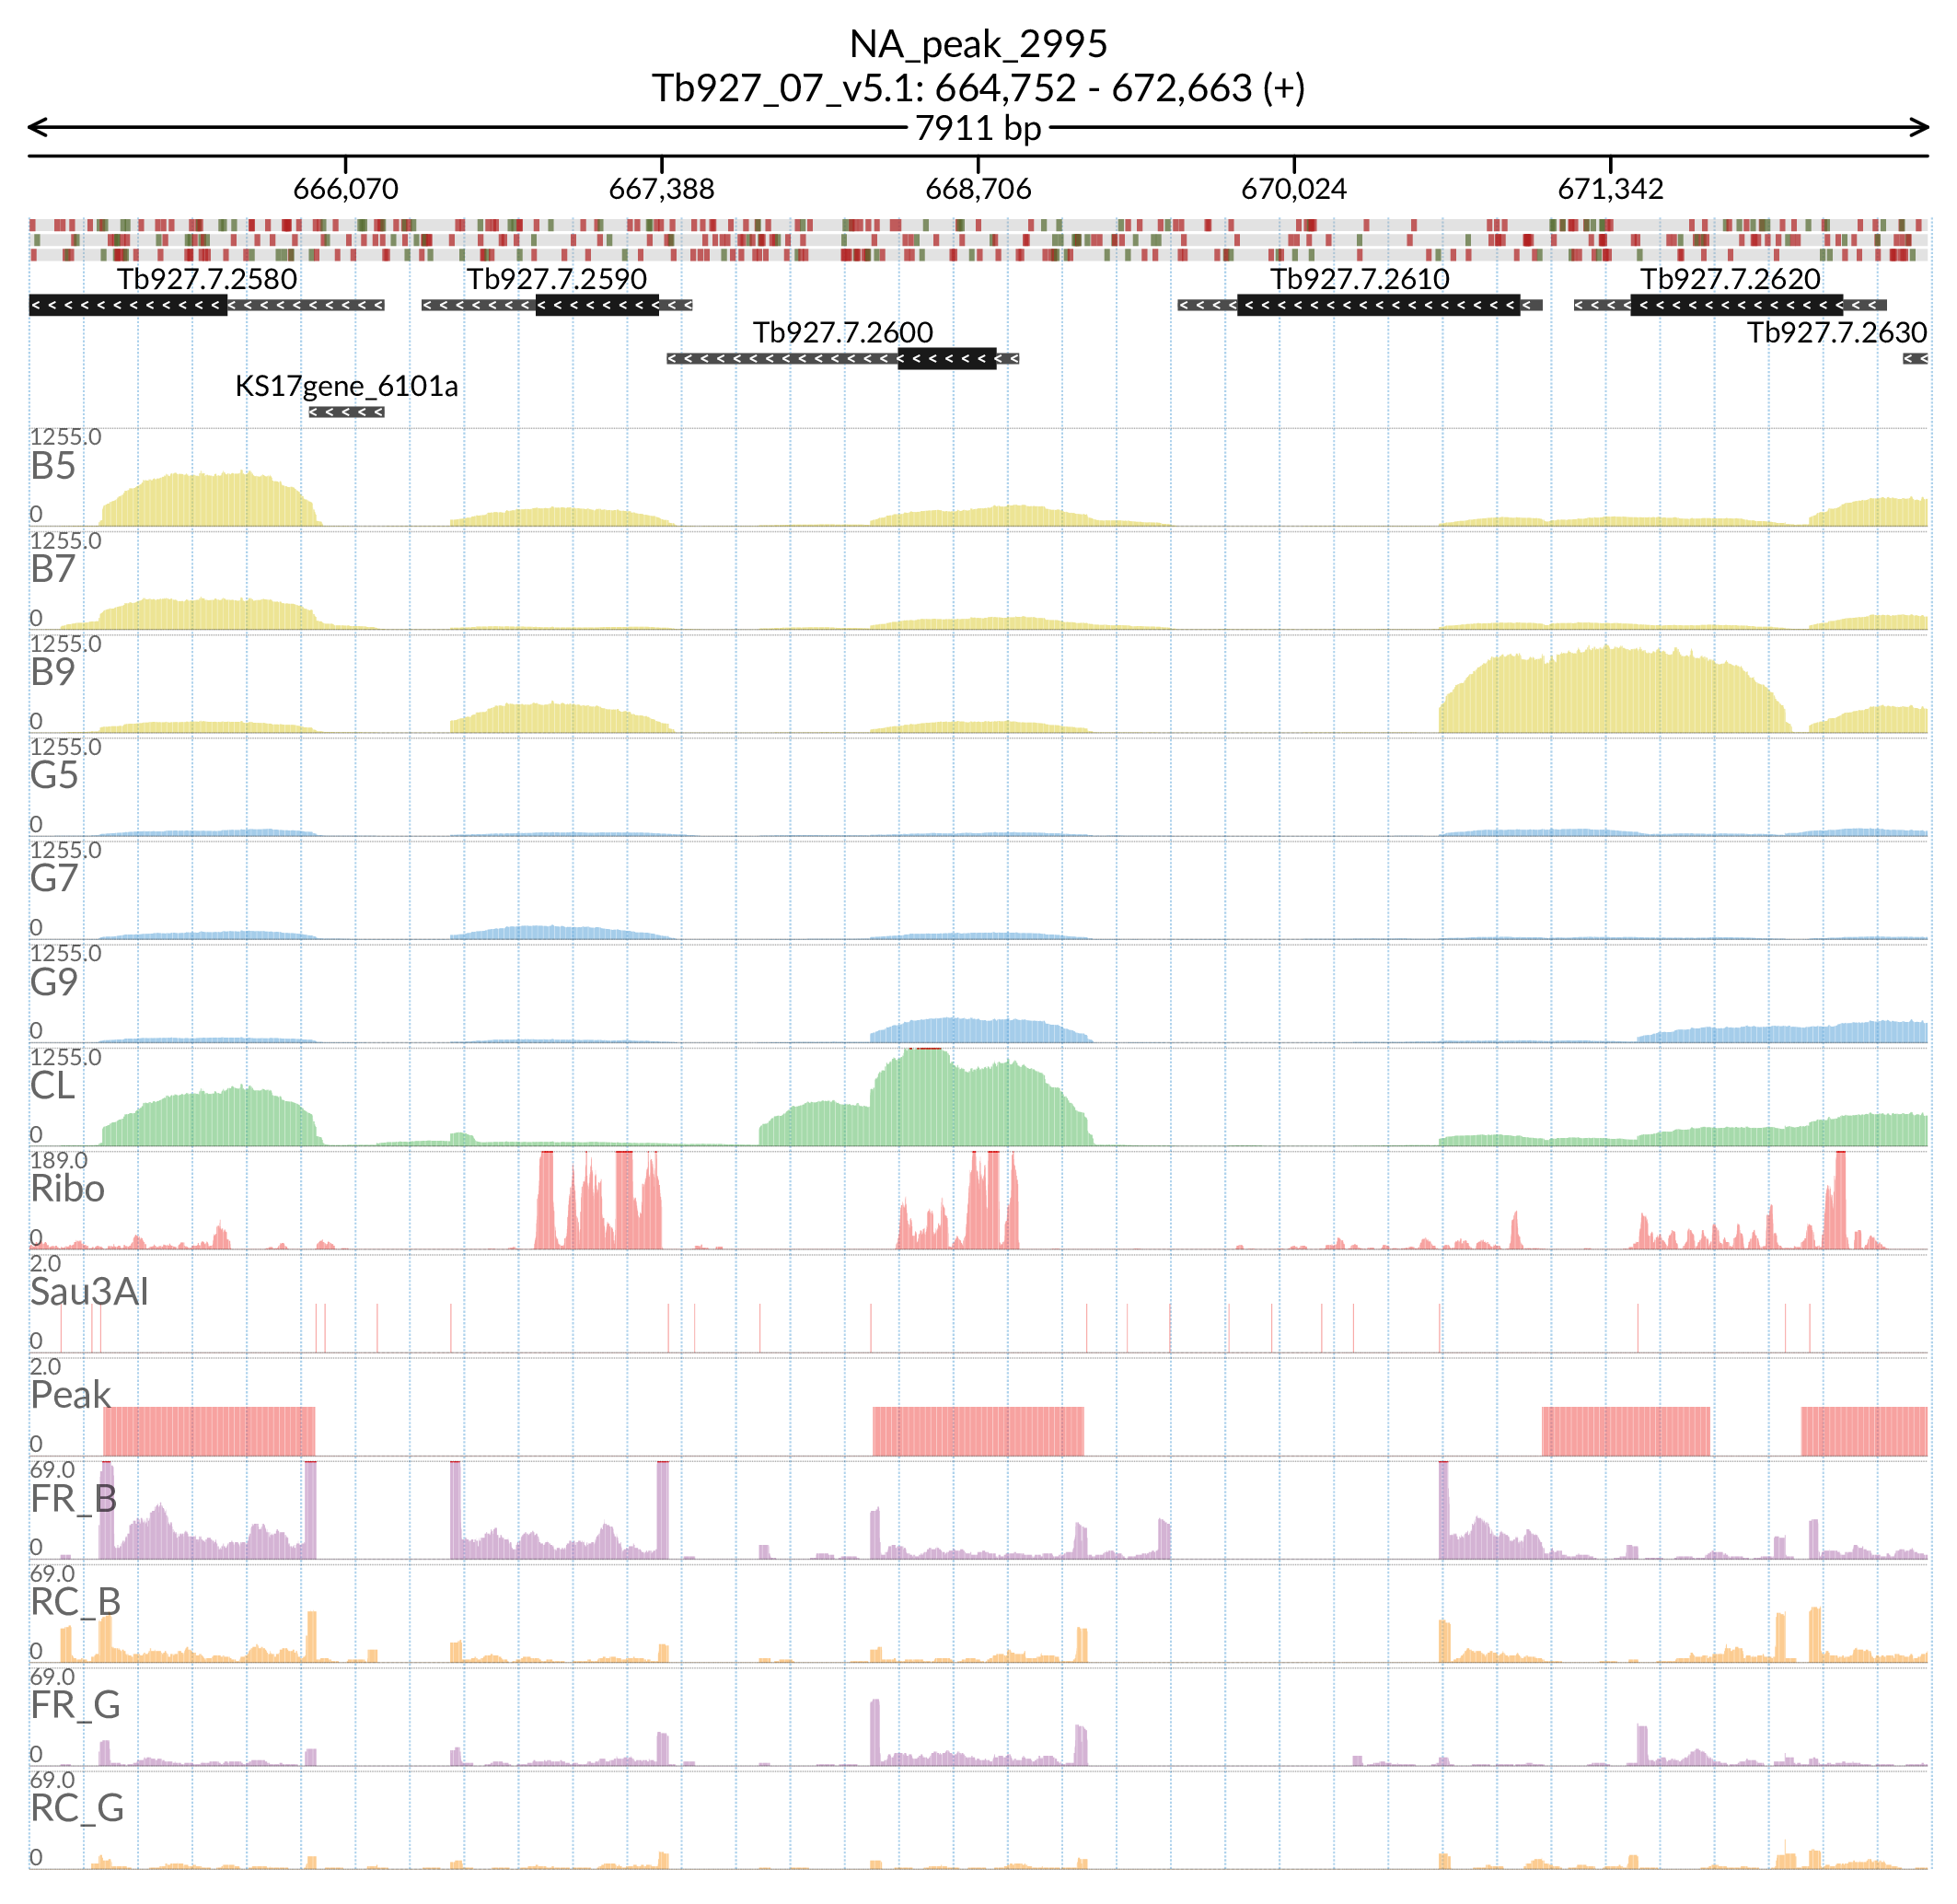 NA_peak_2995
Tb927_07_v5.1: 664,752 - 672,663 (+)
7911 bp
666,070 667,388 668,706 670,024 671,342
Tb927.7.2580 Tb927.7.2590 Tb927.7.2610 Tb927.7.2620
Tb927.7.2600 Tb927.7.2630
KS17gene_6101a
1255.0
B5
0
1255.0
B7
0
1255.0
B9
0
1255.0
G5
0
1255.0
G7
0
1255.0
G9
0
1255.0
CL
0
189.0
Ribo
0
2.0
Sau3AI
0
2.0
Peak
0
69.0
FR_B
0
69.0
RC_B
0
69.0
FR_G
0
69.0
RC_G
0